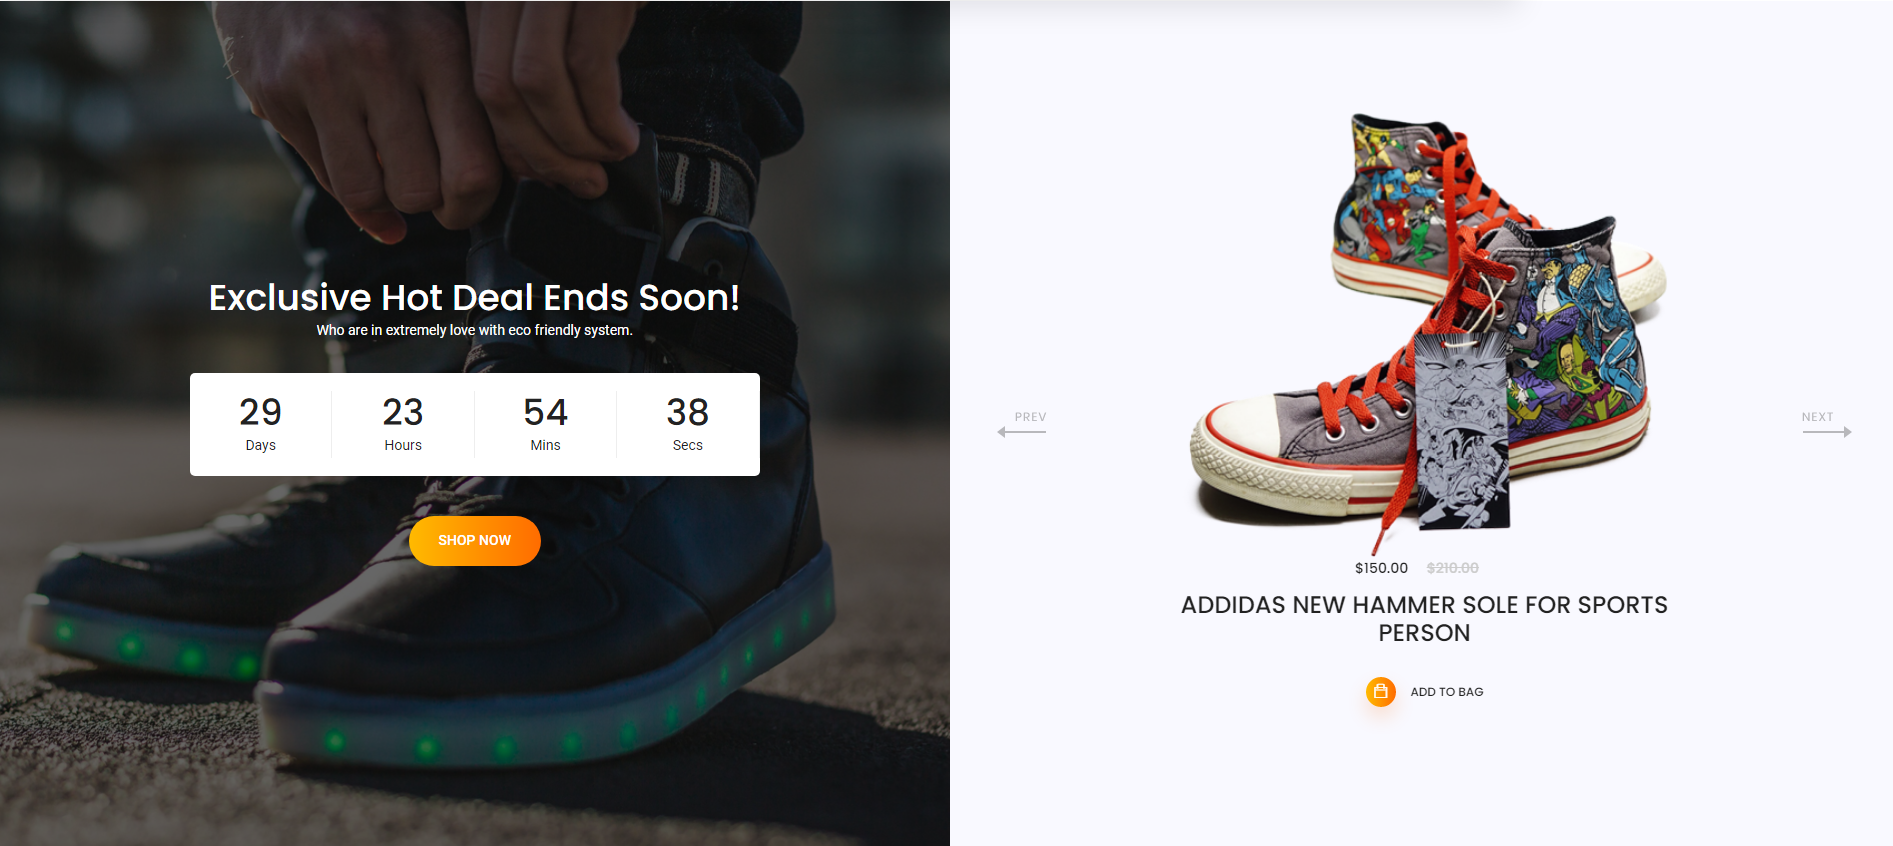 Exclusive Hot Deal Ends Soon!
Who are in extremely love with eco friendly system.
29
Days
23
Hours
54
Mins
38
Secs
SHOP NOW
PREV
NEXT
$150.00 $210.00
ADDIDAS NEW HAMMER SOLE FOR SPORTS
PERSON
ADD TO BAG